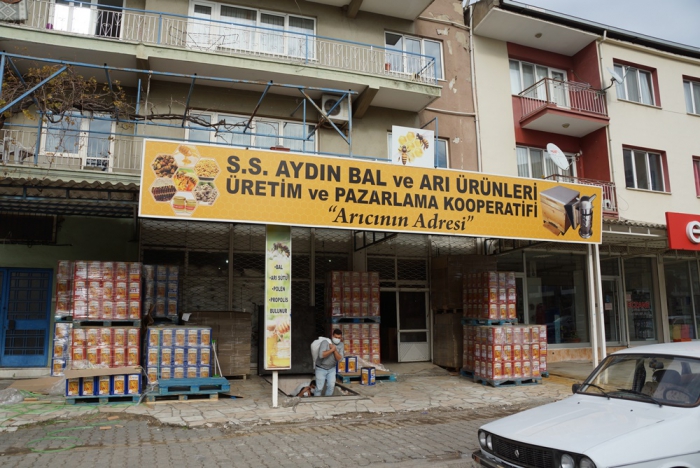 S.S. AYDIN BAL ve ARI ÜRÜNLERİ
ÜRETİM ve PAZARLAMA KOOPERATİFİ
"Arıcının Adresi"
•BAL
•ARI SÜTÜ
•POLEN
•PROPOLİS
BULUNUR